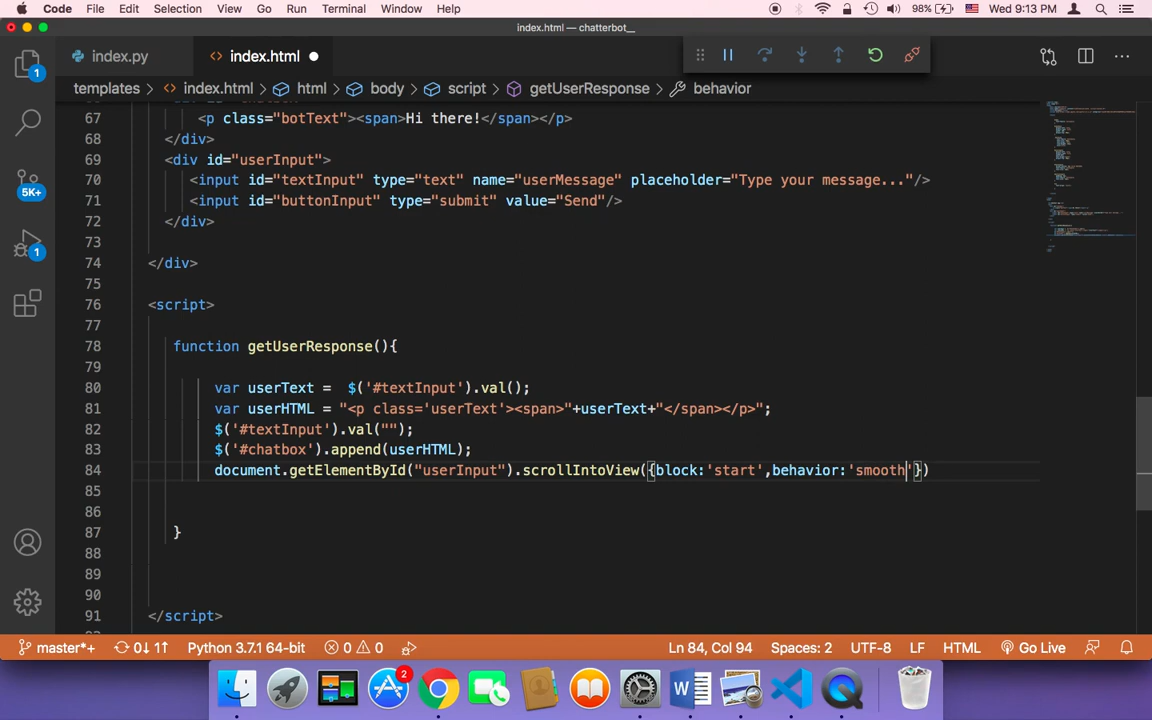 Code File Edit Selection View Go Run Terminal Window Help 98% Wed 9:13 PM
index.html — chatterbot__
index.py index.html
templates > index.html > html > body > script > getUserResponse > behavior
67 <p class="botText"><span>Hi there!</span></p>
68 </div>
69 <div id="userInput">
70 <input id="textInput" type="text" name="userMessage" placeholder="Type your message..."/>
71 <input id="buttonInput" type="submit" value="Send"/>
72 </div>
73
74 </div>
75
76 <script>
77
78 function getUserResponse(){
79
80 var userText =  $('#textInput').val();
81 var userHTML = "<p class='userText'><span>"+userText+"</span></p>";
82 $('#textInput').val("");
83 $('#chatbox').append(userHTML);
84 document.getElementById("userInput").scrollIntoView({block:'start',behavior:'smooth'})
85
86
87 }
88
89
90
91 </script>
1
5K+
1
master*+ 0↓ 1↑ Python 3.7.1 64-bit 0 0 Ln 84, Col 94 Spaces: 2 UTF-8 LF HTML Go Live
2